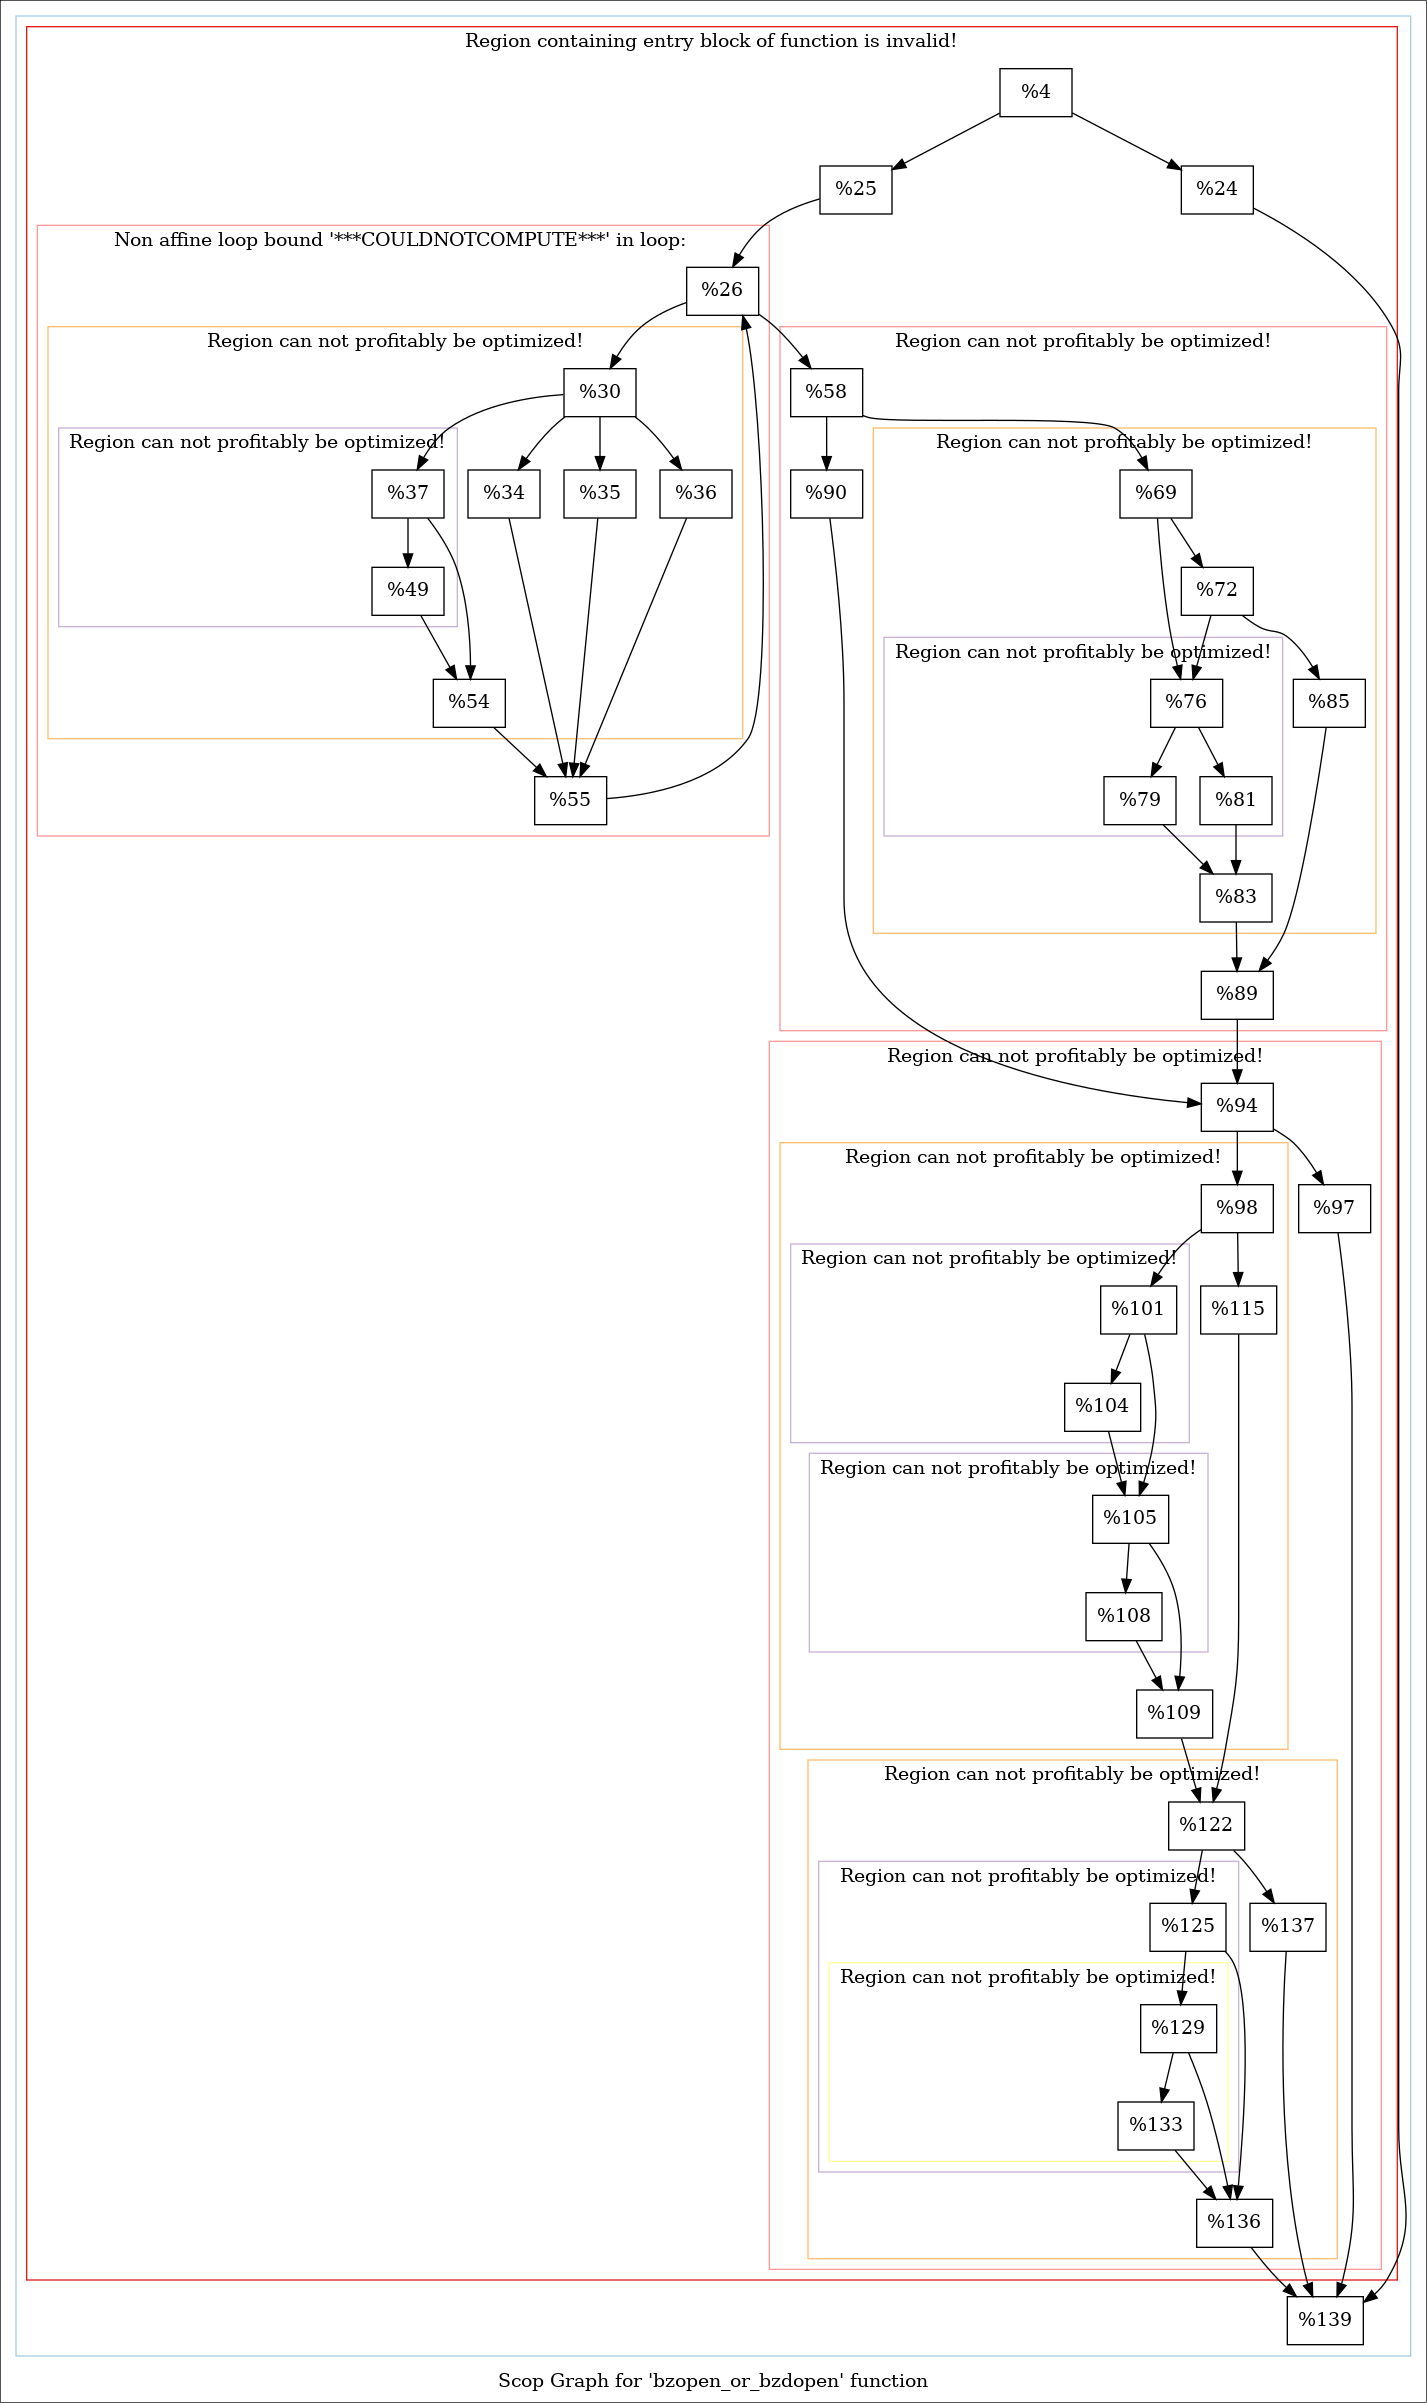 Region containing entry block of function is invalid!
%4
%25
%24
Non affine loop bound '***COULDNOTCOMPUTE***' in loop:
%26
Region can not profitably be optimized!
%30
Region can not profitably be optimized!
%37
%34
%35
%36
%49
%54
%55
Region can not profitably be optimized!
%58
%90
Region can not profitably be optimized!
%69
%72
Region can not profitably be optimized!
%76
%85
%79
%81
%83
%89
Region can not profitably be optimized!
%94
Region can not profitably be optimized!
%98
%97
Region can not profitably be optimized!
%101
%115
%104
Region can not profitably be optimized!
%105
%108
%109
Region can not profitably be optimized!
%122
Region can not profitably be optimized!
%125
%137
Region can not profitably be optimized!
%129
%133
%136
%139
Scop Graph for 'bzopen_or_bzdopen' function